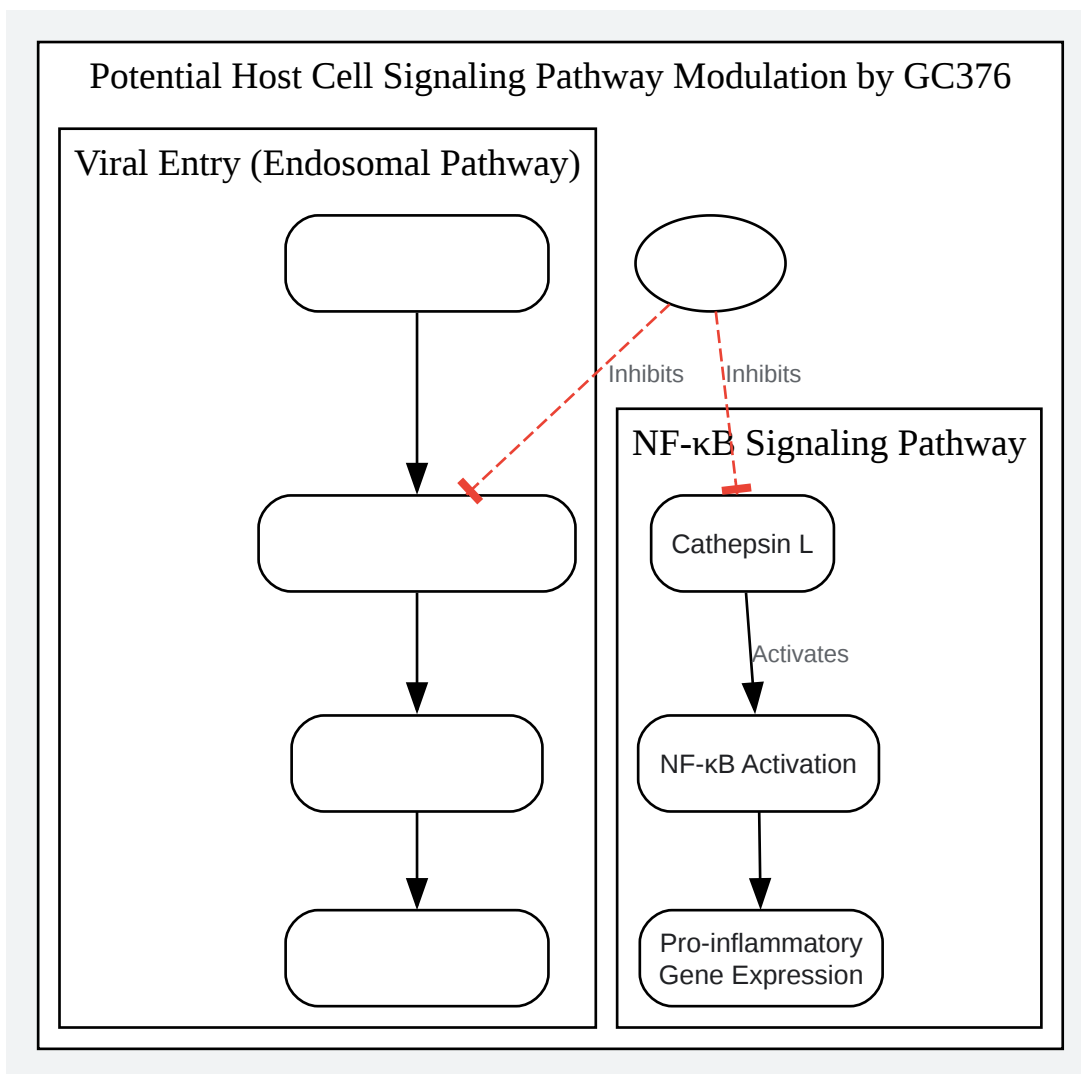 Potential Host Cell Signaling Pathway Modulation by GC376
Viral Entry (Endosomal Pathway)
Inhibits
Inhibits
NF-κB Signaling Pathway
Cathepsin L
Activates
NF-κB Activation
Pro-inflammatory
Gene Expression